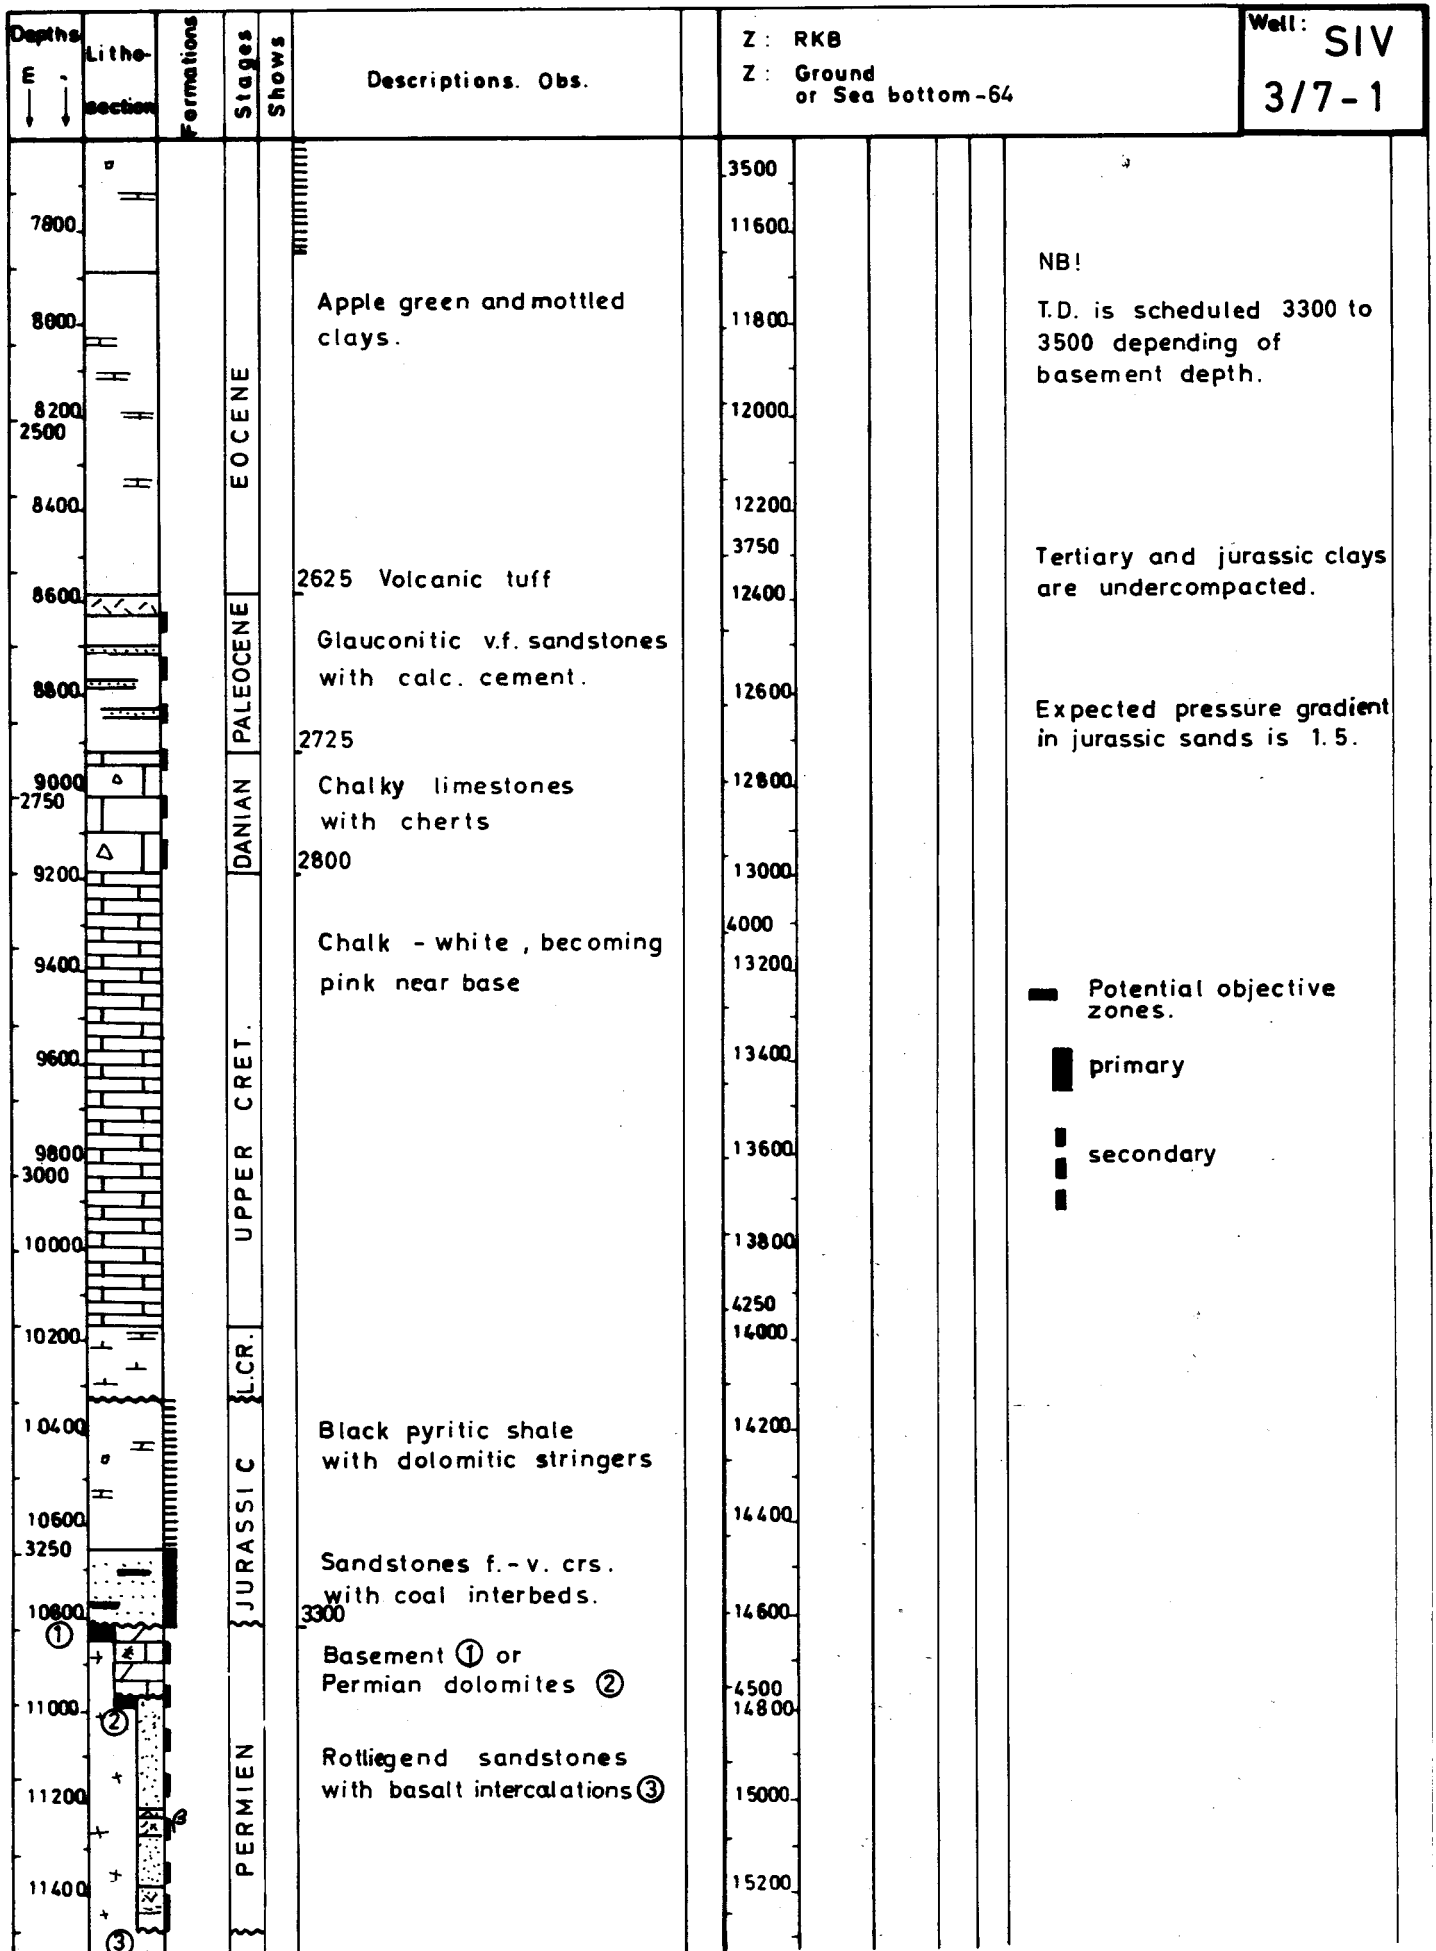 Depths
m '
Litho-
section
Formations
Stages
Shows
Descriptions. Obs.
Z : RKB
Z : Ground
or Sea bottom-64
Well: SIV
3/7-1
7800
8000
8200
2500
8400
8600
8800
9000
2750
9200
9400
9600
9800
3000
10000
10200
10400
10600
3250
10800
①
11000
②
11200
β
11400
③
EOCENE
PALEOCENE
DANIAN
UPPER CRET.
L.CR.
JURASSIC
PERMIEN
Apple green and mottled
clays.
2625 Volcanic tuff
Glauconitic v.f. sandstones
with calc. cement.
2725
Chalky limestones
with cherts
2800
Chalk - white , becoming
pink near base
Black pyritic shale
with dolomitic stringers
Sandstones f.-v. crs.
with coal interbeds.
3300
Basement ① or
Permian dolomites ②
Rotliegend sandstones
with basalt intercalations ③
3500
11600
11800
12000
12200
3750
12400
12600
12800
13000
4000
13200
13400
13600
13800
4250
14000
14200
14400
14600
4500
14800
15000
15200
NB!
T.D. is scheduled 3300 to
3500 depending of
basement depth.
Tertiary and jurassic clays
are undercompacted.
Expected pressure gradient
in jurassic sands is 1.5.
Potential objective
zones.
primary
secondary